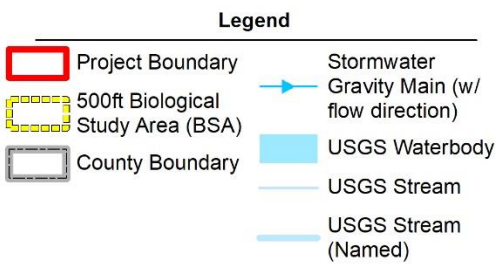 Legend
Project Boundary
500ft Biological
Study Area (BSA)
County Boundary
Stormwater
Gravity Main (w/
flow direction)
USGS Waterbody
USGS Stream
USGS Stream
(Named)